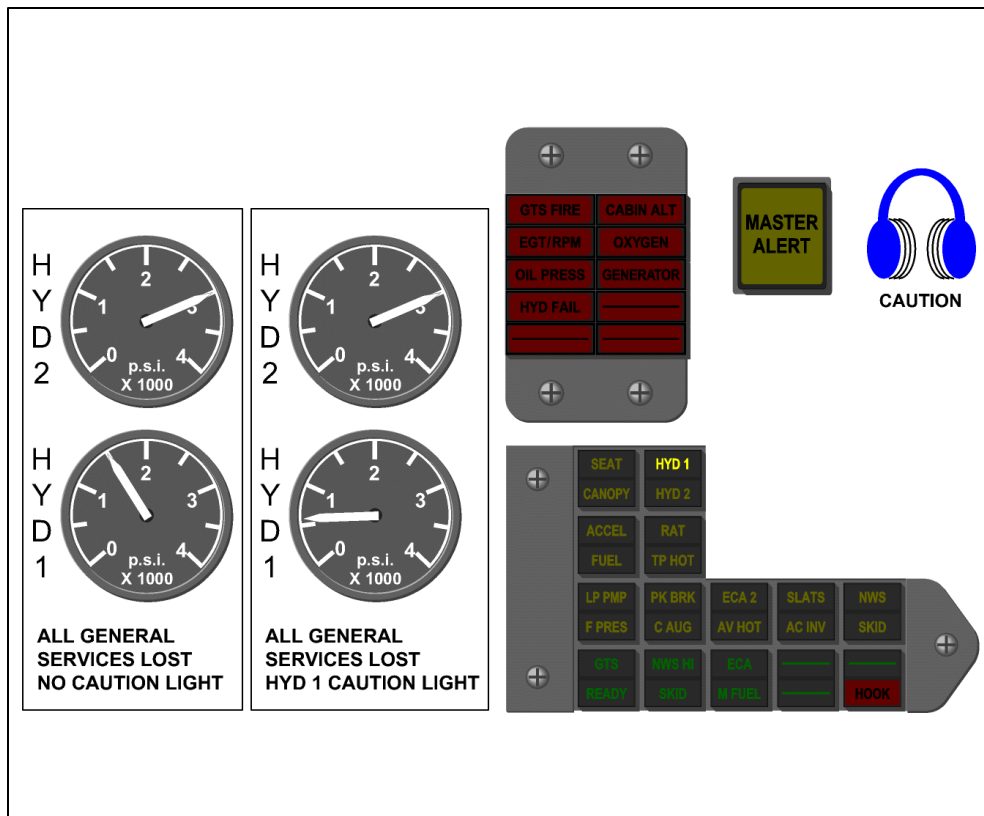 H
Y
D
2
0
1
2
3
4
p.s.i.
X 1000
H
Y
D
1
0
1
2
3
4
p.s.i.
X 1000
ALL GENERAL
SERVICES LOST
NO CAUTION LIGHT
H
Y
D
2
0
1
2
3
4
p.s.i.
X 1000
H
Y
D
1
0
1
2
3
4
p.s.i.
X 1000
ALL GENERAL
SERVICES LOST
HYD 1 CAUTION LIGHT
GTS FIRE CABIN ALT
EGT/RPM OXYGEN
OIL PRESS GENERATOR
HYD FAIL
MASTER
ALERT
CAUTION
SEAT HYD 1
CANOPY HYD 2
ACCEL RAT
FUEL TP HOT
LP PMP PK BRK ECA 2 SLATS NWS
F PRES C AUG AV HOT AC INV SKID
GTS NWS HI ECA
READY SKID M FUEL HOOK